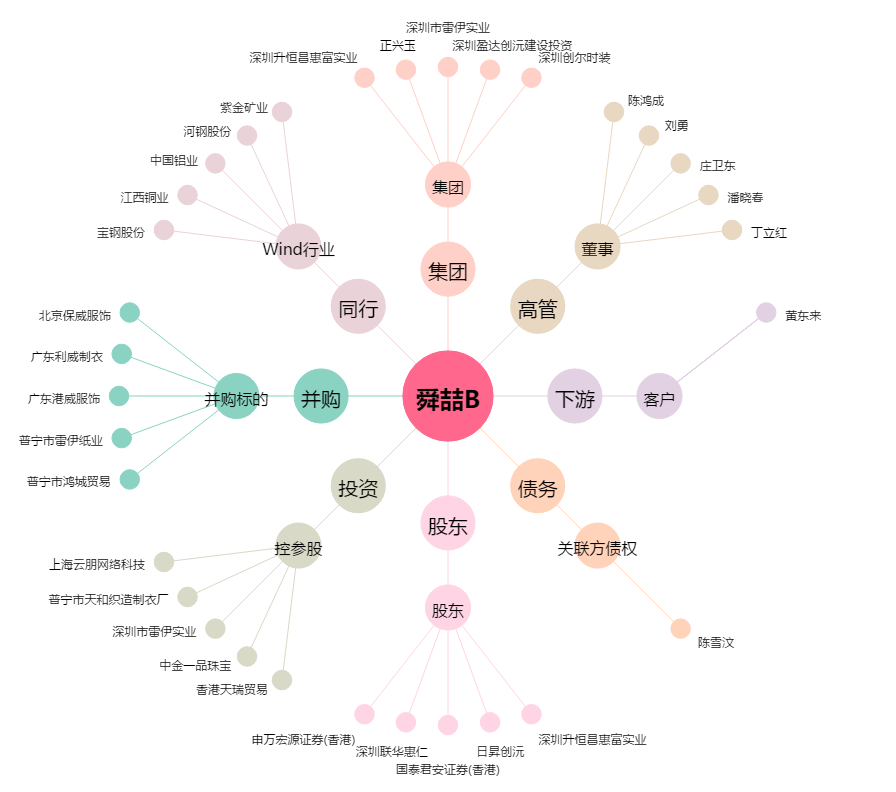 深圳市雷伊实业
正兴玉
深圳盈达创沅建设投资
深圳升恒昌惠富实业
深圳创尔时装
集团
集团
紫金矿业
河钢股份
中国铝业
江西铜业
宝钢股份
Wind行业
同行
陈鸿成
刘勇
庄卫东
潘晓春
丁立红
董事
高管
北京保威服饰
广东利威制衣
广东港威服饰
普宁市雷伊纸业
普宁市鸿城贸易
并购标的
并购
舜喆B
下游
客户
黄东来
投资
控参股
上海云朋网络科技
普宁市天和织造制衣厂
深圳市雷伊实业
中金一品珠宝
香港天瑞贸易
债务
关联方债权
陈雪汶
股东
股东
申万宏源证券(香港)
深圳联华惠仁
国泰君安证券(香港)
日昇创沅
深圳升恒昌惠富实业